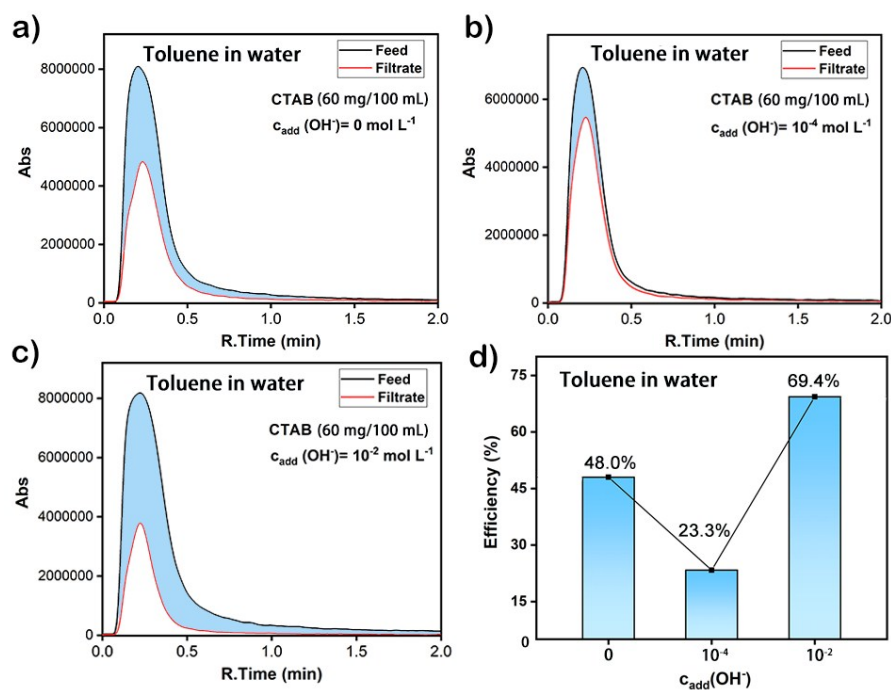 a)
Toluene in water
Feed
Filtrate
CTAB (60 mg/100 mL)
c_add (OH⁻)= 0 mol L⁻¹
Abs
8000000
6000000
4000000
2000000
0
0.0 0.5 1.0 1.5 2.0
R.Time (min)
b)
Toluene in water
Feed
Filtrate
CTAB (60 mg/100 mL)
c_add (OH⁻)= 10⁻⁴ mol L⁻¹
Abs
6000000
4000000
2000000
0
0.0 0.5 1.0 1.5 2.0
R.Time (min)
c)
Toluene in water
Feed
Filtrate
CTAB (60 mg/100 mL)
c_add (OH⁻)= 10⁻² mol L⁻¹
Abs
8000000
6000000
4000000
2000000
0
0.0 0.5 1.0 1.5 2.0
R.Time (min)
d)
Toluene in water
69.4%
48.0%
23.3%
Efficiency (%)
75
60
45
30
15
0
0 10⁻⁴ 10⁻²
c_add(OH⁻)